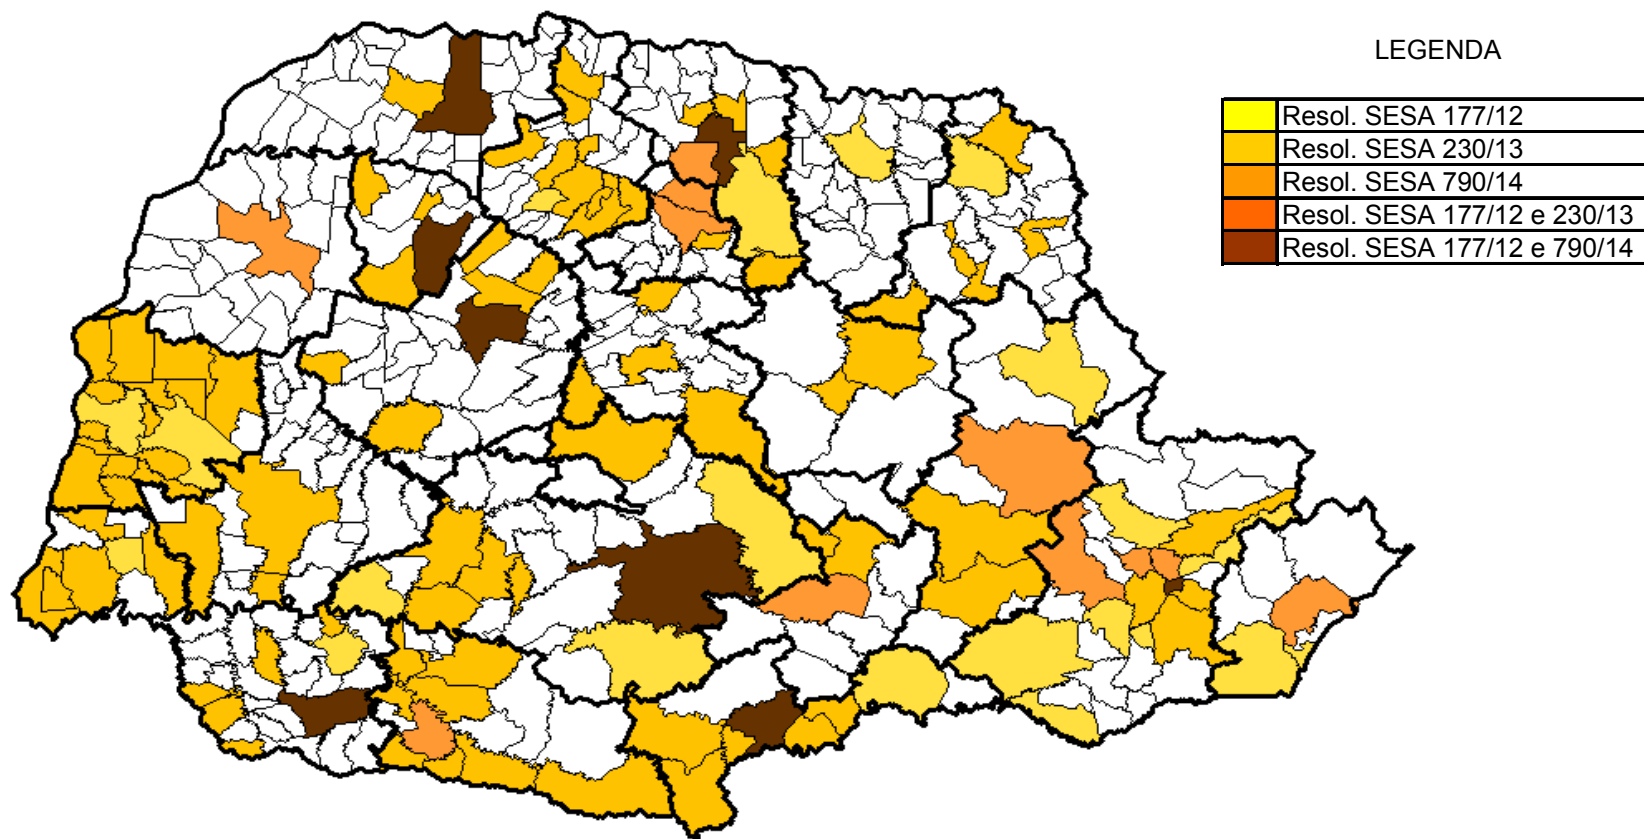 LEGENDA
Resol. SESA 177/12
Resol. SESA 230/13
Resol. SESA 790/14
Resol. SESA 177/12 e 230/13
Resol. SESA 177/12 e 790/14